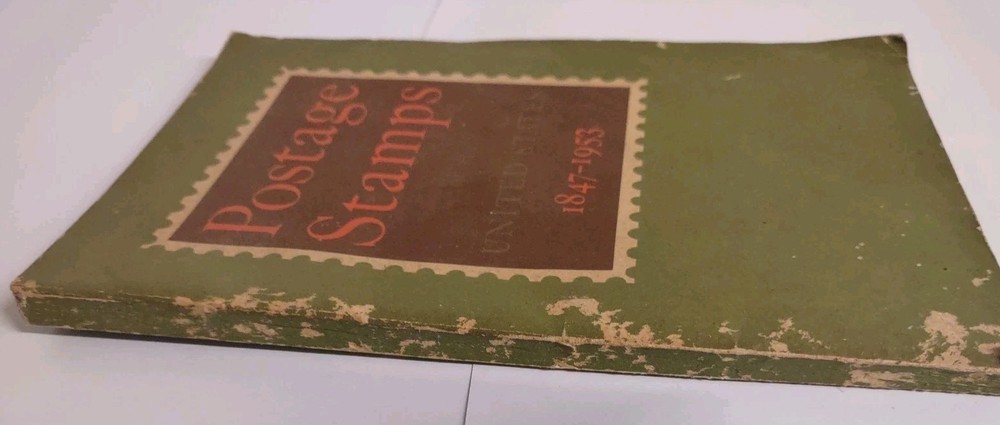 Postage
Stamps
UNITED STATES
1847-1953